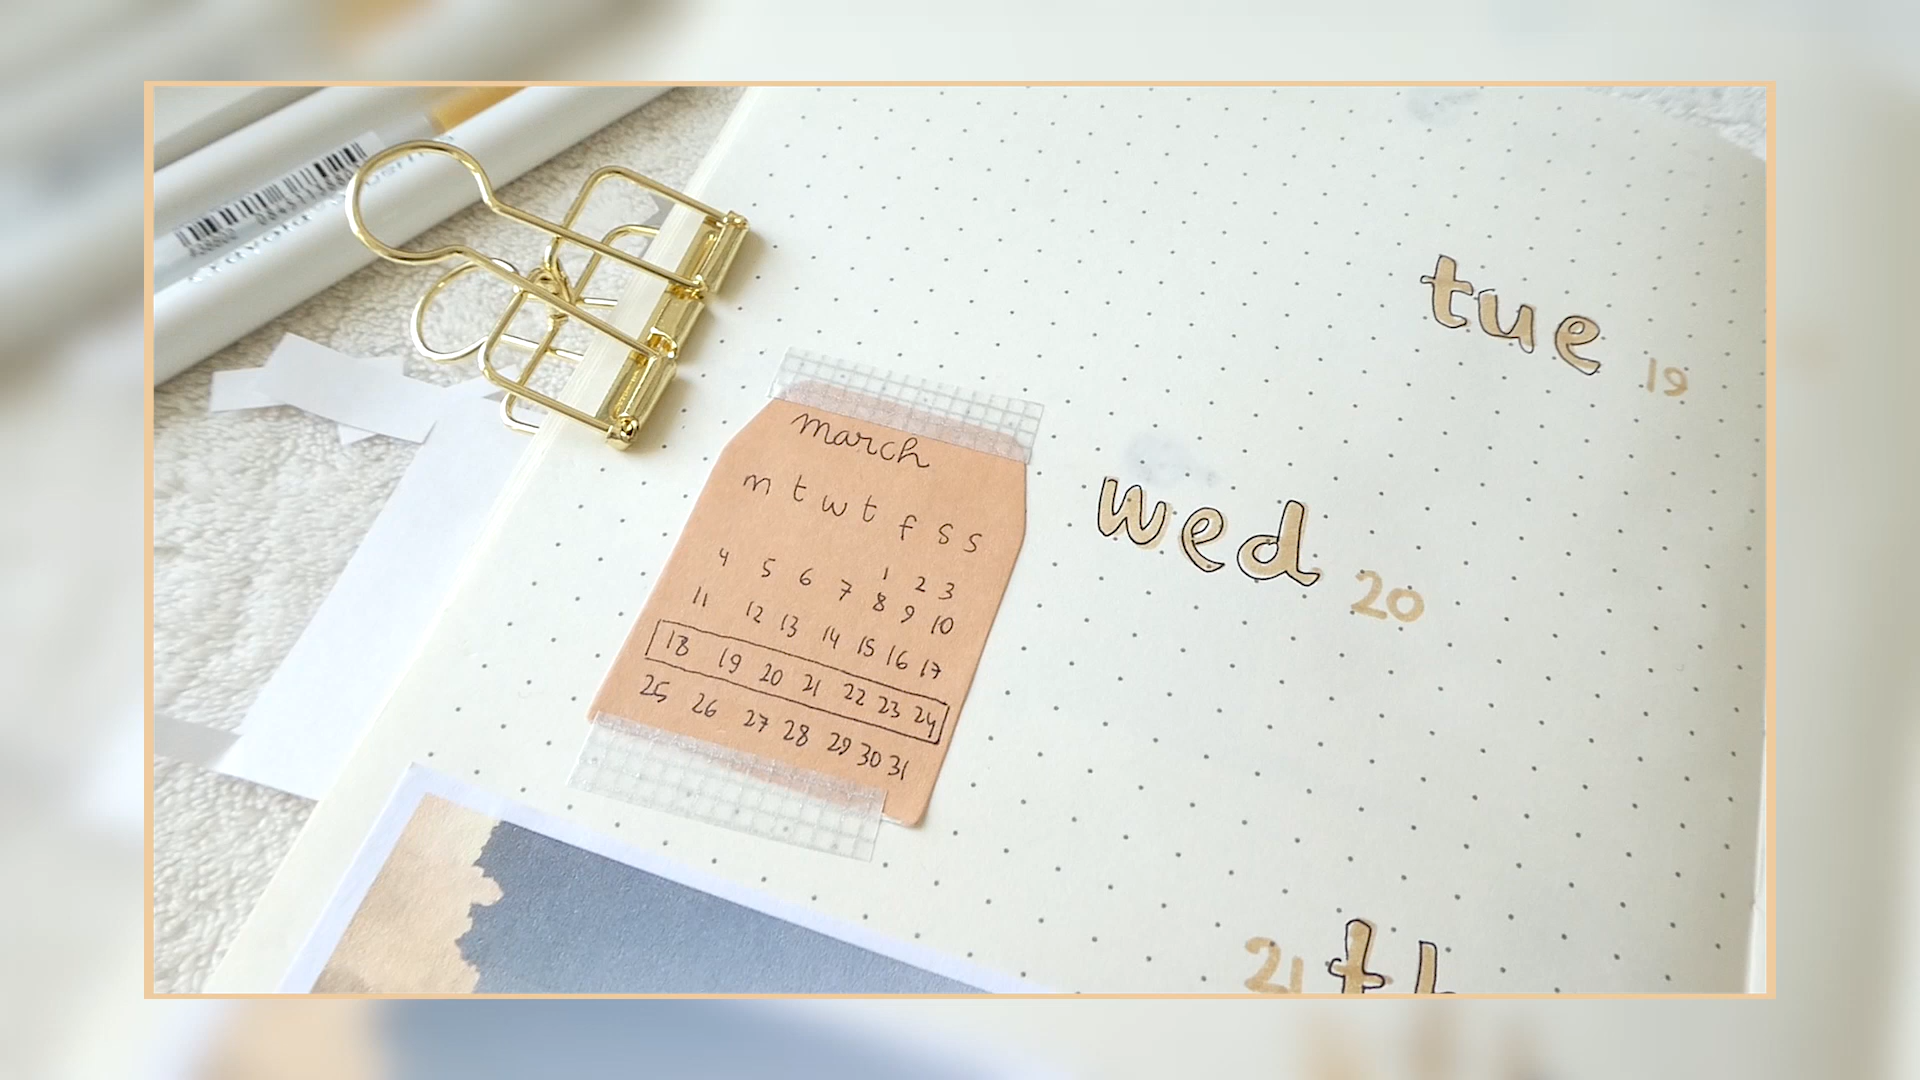 march
m t w t f s s
1 2 3
4 5 6 7 8 9 10
11 12 13 14 15 16 17
18 19 20 21 22 23 24
25 26 27 28 29 30 31
tue 19
wed 20
21 th